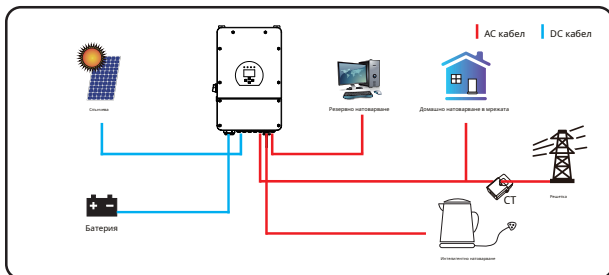 AC кабел
DC кабел
Слънчева
Резервно натоварване
Домашно натоварване в мрежата
CT
Решетка
Батерия
Интелигентно натоварване